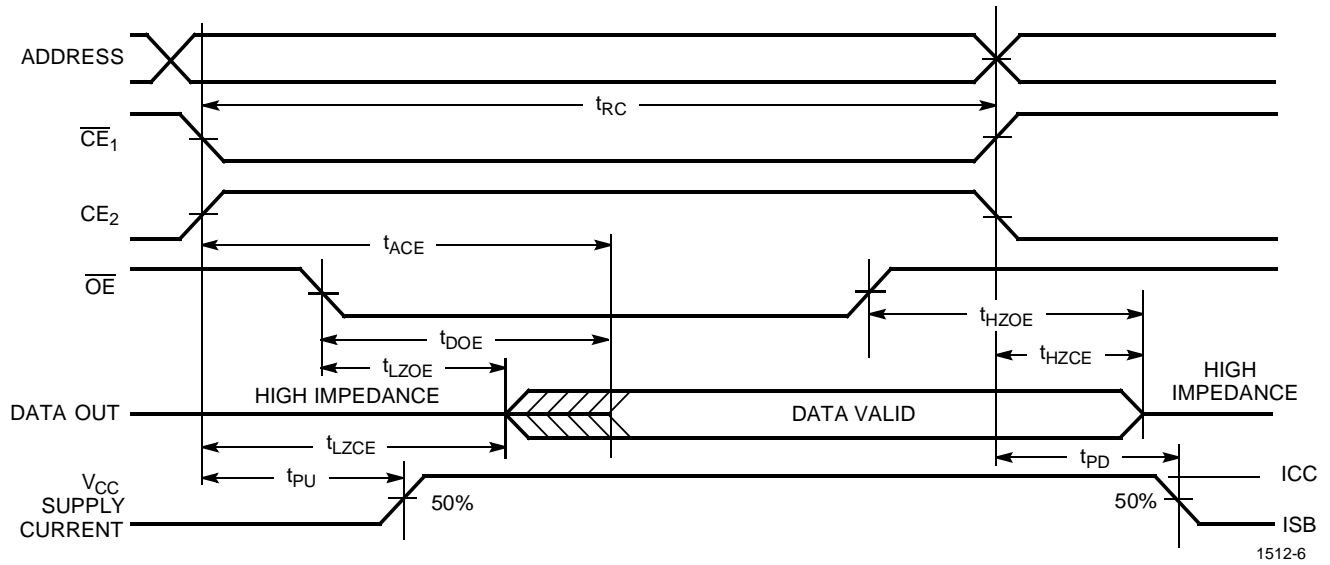 ADDRESS
tRC
CE1
CE2
tACE
OE
tHZOE
tDOE
tHZCE
tLZOE
HIGH IMPEDANCE
HIGH
IMPEDANCE
DATA OUT
DATA VALID
tLZCE
tPD
tPU
VCC
SUPPLY
CURRENT
50%
50%
ICC
ISB
1512-6